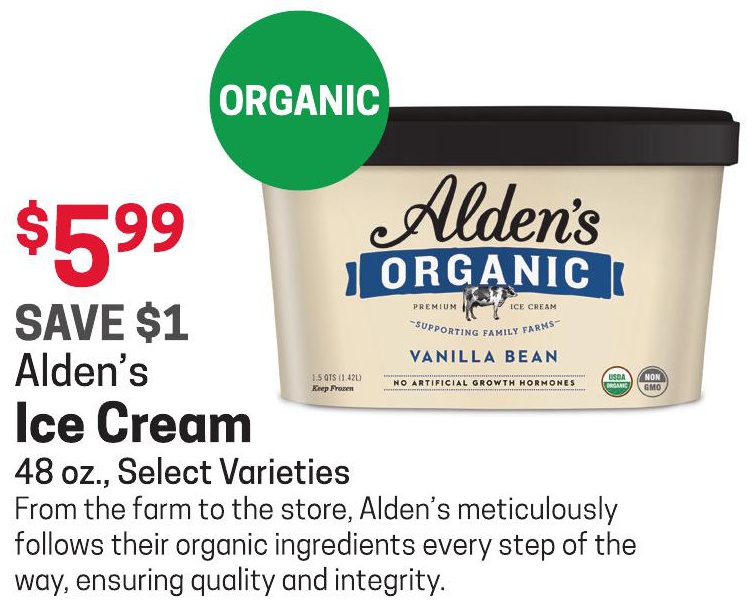 ORGANIC
$5.99
SAVE $1
Alden's
Ice Cream
48 oz., Select Varieties
From the farm to the store, Alden's meticulously
follows their organic ingredients every step of the
way, ensuring quality and integrity.
Alden's
ORGANIC
PREMIUM ICE CREAM
~SUPPORTING FAMILY FARMS~
VANILLA BEAN
1.5 QTS (1.42L)
Keep Frozen
NO ARTIFICIAL GROWTH HORMONES
USDA
ORGANIC
NON
GMO